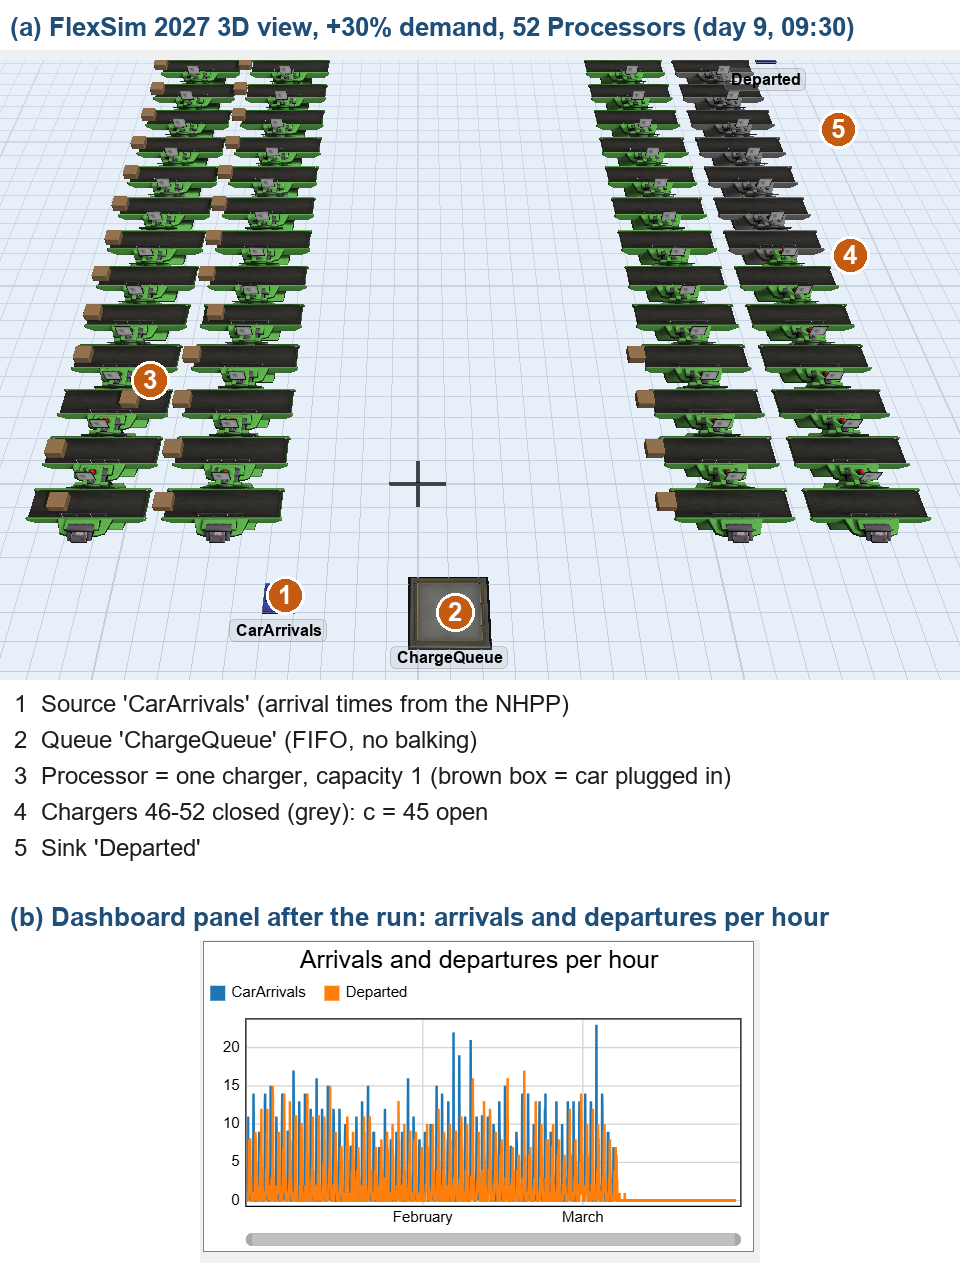 (a) FlexSim 2027 3D view, +30% demand, 52 Processors (day 9, 09:30)
Departed
5
4
3
1
2
CarArrivals
ChargeQueue
1 Source 'CarArrivals' (arrival times from the NHPP)
2 Queue 'ChargeQueue' (FIFO, no balking)
3 Processor = one charger, capacity 1 (brown box = car plugged in)
4 Chargers 46-52 closed (grey): c = 45 open
5 Sink 'Departed'
(b) Dashboard panel after the run: arrivals and departures per hour
Arrivals and departures per hour
CarArrivals Departed
20
15
10
5
0
February March